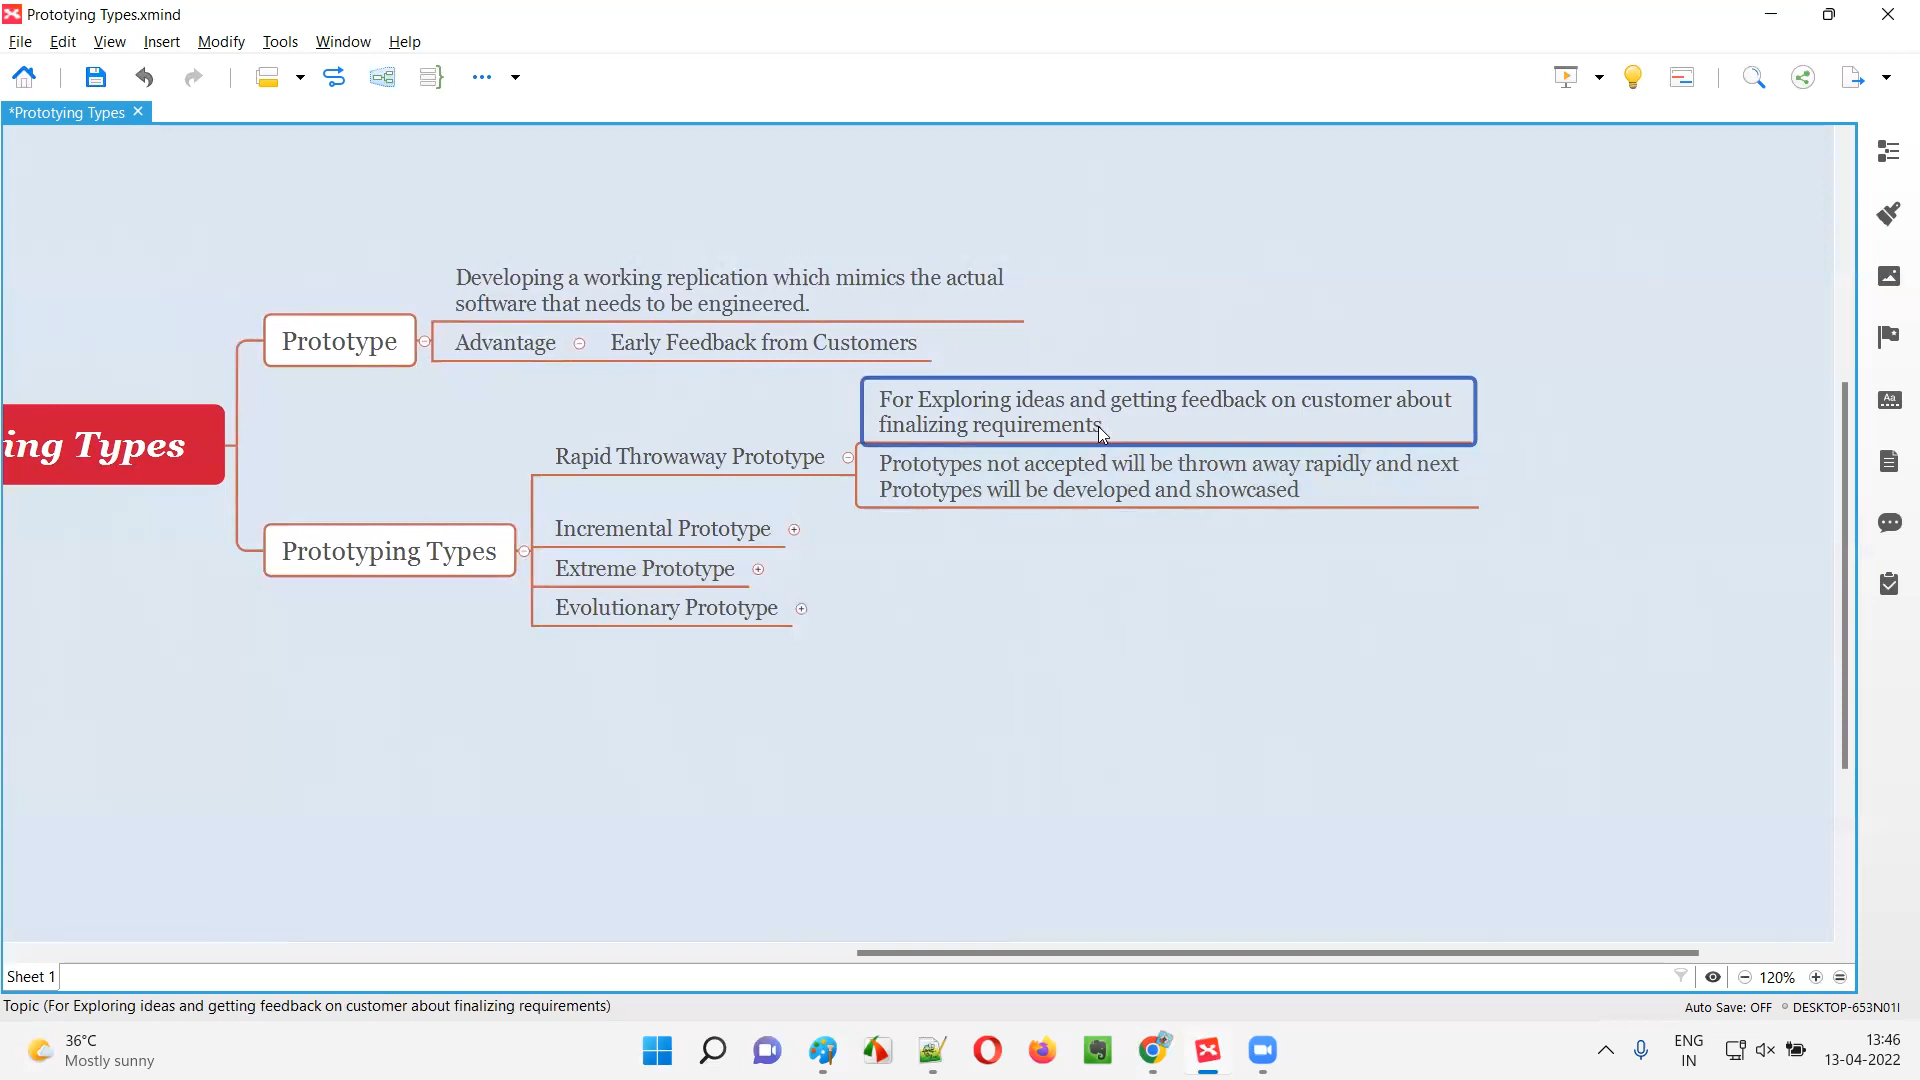 Prototying Types.xmind
File Edit View Insert Modify Tools Window Help
*Prototying Types
Developing a working replication which mimics the actual
software that needs to be engineered.
Prototype
Advantage
Early Feedback from Customers
For Exploring ideas and getting feedback on customer about
finalizing requirements
ing Types
Rapid Throwaway Prototype
Prototypes not accepted will be thrown away rapidly and next
Prototypes will be developed and showcased
Incremental Prototype
Prototyping Types
Extreme Prototype
Evolutionary Prototype
Sheet 1
120%
Topic (For Exploring ideas and getting feedback on customer about finalizing requirements)
Auto Save: OFF
DESKTOP-653N01I
36°C
Mostly sunny
ENG
IN
13:46
13-04-2022
Aa